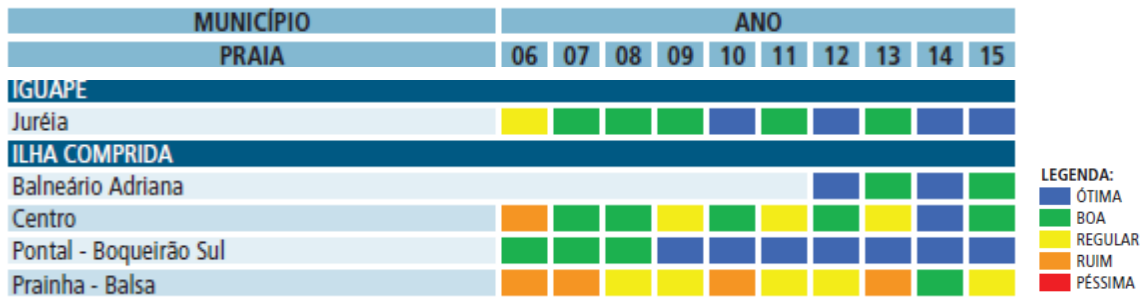 MUNICÍPIO ANO
PRAIA 06 07 08 09 10 11 12 13 14 15
IGUAPE
Juréia
ILHA COMPRIDA
Balneário Adriana
Centro
Pontal - Boqueirão Sul
Prainha - Balsa
LEGENDA:
ÓTIMA
BOA
REGULAR
RUIM
PÉSSIMA